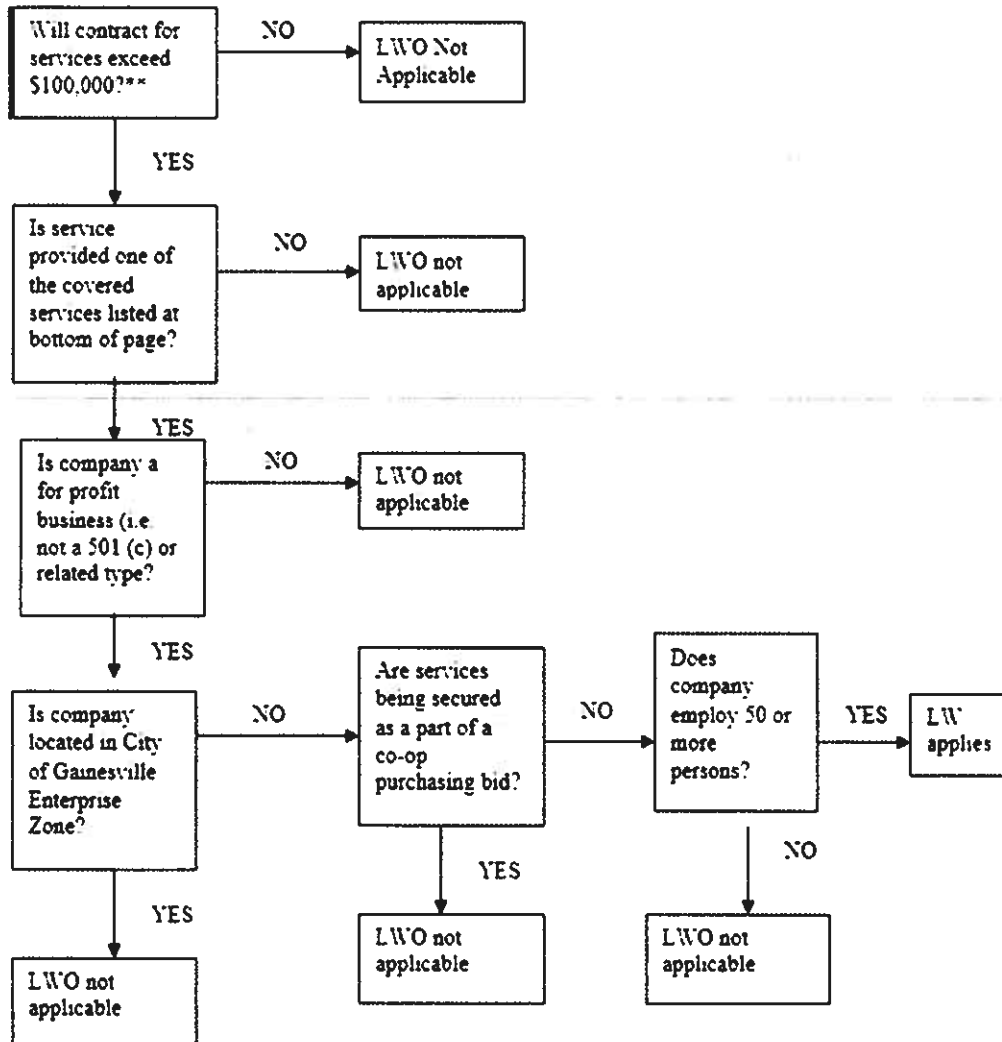 Will contract for
services exceed
$100,000?**
NO
LWO Not
Applicable
YES
Is service
provided one of
the covered
services listed at
bottom of page?
NO
LWO not
applicable
YES
Is company a
for profit
business (i.e.
not a 501 (c) or
related type?
NO
LWO not
applicable
YES
Is company
located in City
of Gainesville
Enterprise
Zone?
NO
Are services
being secured
as a part of a
co-op
purchasing bid?
NO
Does
company
employ 50 or
more
persons?
YES
LW
applies
YES
LWO not
applicable
YES
LWO not
applicable
NO
LWO not
applicable